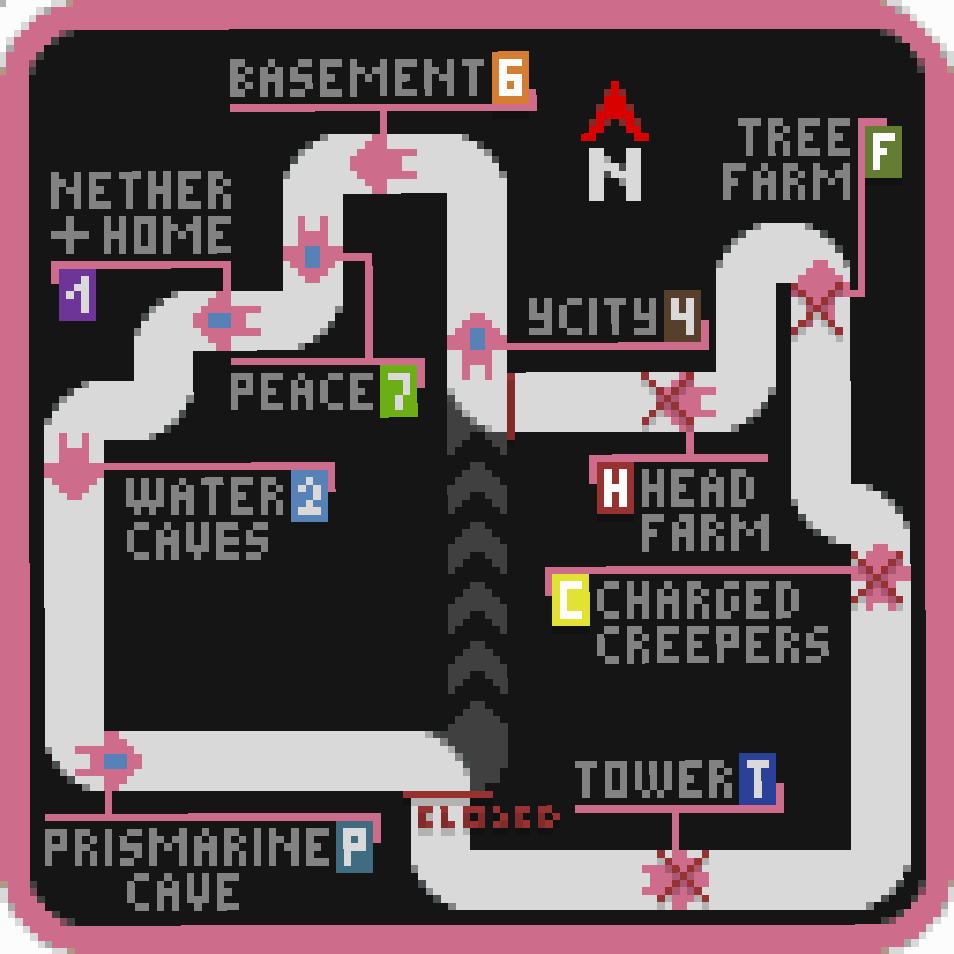 BASEMENT 6
N
TREE
FARM F
NETHER
+ HOME
1
YCITY 4
PEACE 7
WATER 2
CAVES
H HEAD
FARM
C CHARGED
CREEPERS
TOWER T
CLOSED
PRISMARINE P
CAVE